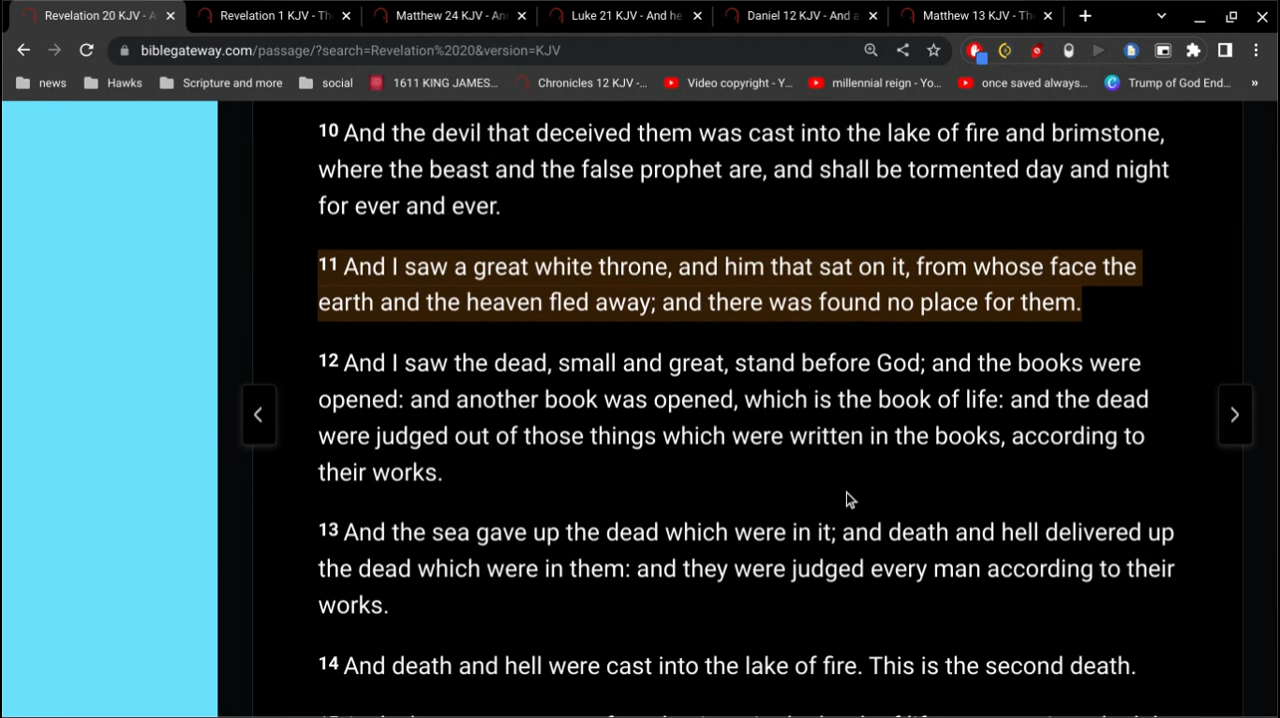 Revelation 20 KJV - A
Revelation 1 KJV - Th
Matthew 24 KJV - An
Luke 21 KJV - And he
Daniel 12 KJV - And a
Matthew 13 KJV - Th
biblegateway.com/passage/?search=Revelation%2020&version=KJV
news
Hawks
Scripture and more
social
1611 KING JAMES...
Chronicles 12 KJV -...
Video copyright - Y...
millennial reign - Yo...
once saved always...
Trump of God End...
10 And the devil that deceived them was cast into the lake of fire and brimstone,
where the beast and the false prophet are, and shall be tormented day and night
for ever and ever.
11 And I saw a great white throne, and him that sat on it, from whose face the
earth and the heaven fled away; and there was found no place for them.
12 And I saw the dead, small and great, stand before God; and the books were
opened: and another book was opened, which is the book of life: and the dead
were judged out of those things which were written in the books, according to
their works.
13 And the sea gave up the dead which were in it; and death and hell delivered up
the dead which were in them: and they were judged every man according to their
works.
14 And death and hell were cast into the lake of fire. This is the second death.